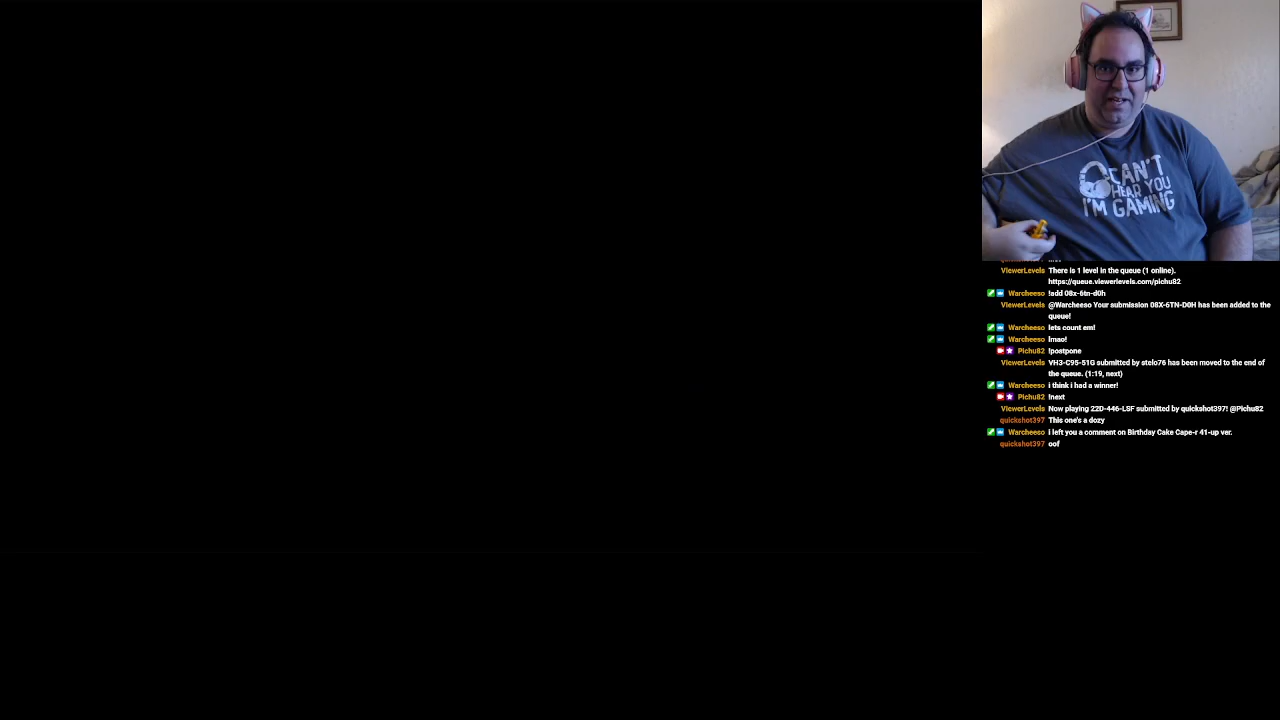 CAN'T
HEAR YOU
I'M GAMING
ViewerLevels There is 1 level in the queue (1 online).
https://queue.viewerlevels.com/pichu82
Warcheeso !add 08x-6tn-d0h
ViewerLevels @Warcheeso Your submission 08X-6TN-D0H has been added to the
queue!
Warcheeso lets count em!
Warcheeso lmao!
Pichu82 !postpone
ViewerLevels VH3-C95-51G submitted by stelo76 has been moved to the end of
the queue. (1:19, next)
Warcheeso i think i had a winner!
Pichu82 !next
ViewerLevels Now playing 22D-446-LSF submitted by quickshot397! @Pichu82
quickshot397 This one's a dozy
Warcheeso i left you a comment on Birthday Cake Cape-r 41-up ver.
quickshot397 oof